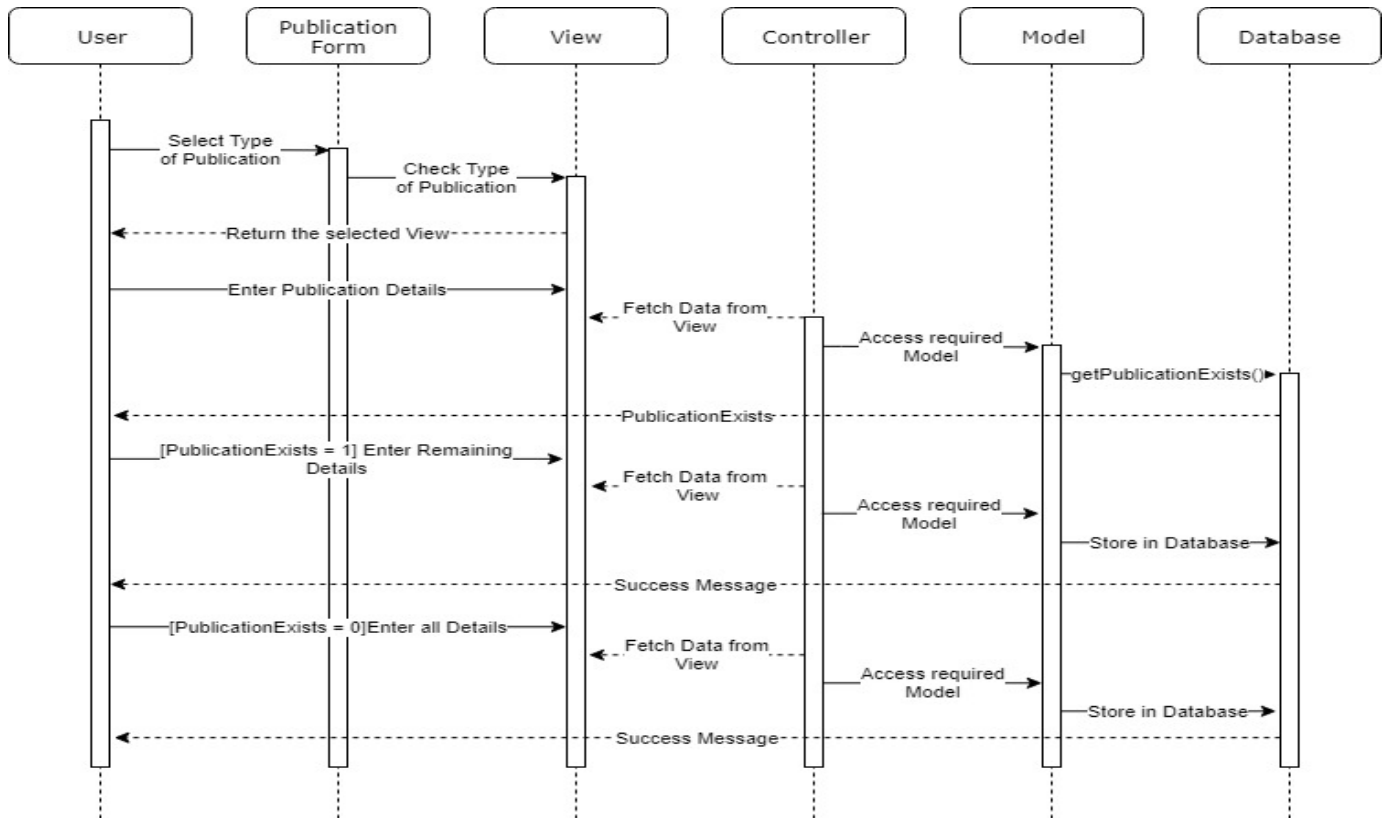 User
Publication
Form
View
Controller
Model
Database
Select Type
of Publication
Check Type
of Publication
Return the selected View
Enter Publication Details
Fetch Data from
View
Access required
Model
getPublicationExists()
PublicationExists
[PublicationExists = 1] Enter Remaining
Details
Fetch Data from
View
Access required
Model
Store in Database
Success Message
[PublicationExists = 0]Enter all Details
Fetch Data from
View
Access required
Model
Store in Database
Success Message